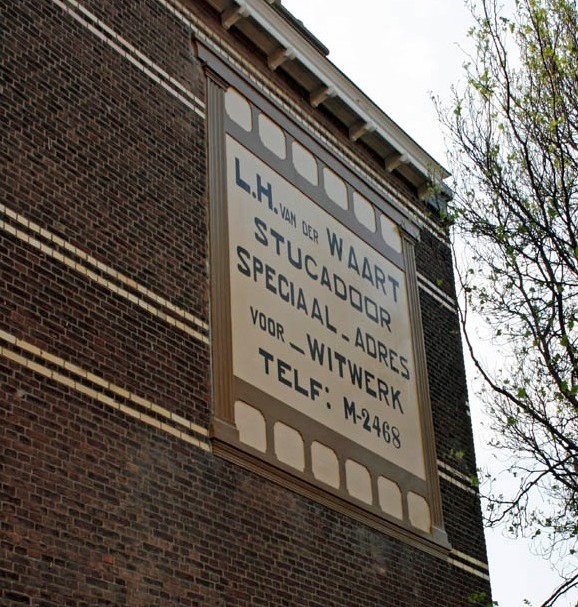 L.H. VAN DER WAART
STUCADOOR
SPECIAAL-ADRES
VOOR-WITWERK
TELF: M-2468